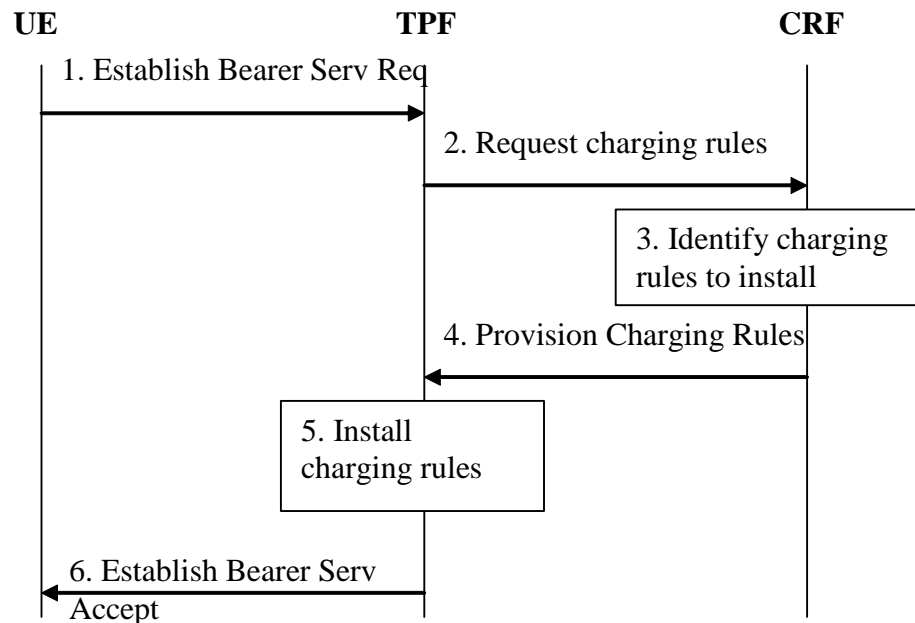 UE
TPF
CRF
1. Establish Bearer Serv Req
2. Request charging rules
3. Identify charging
rules to install
4. Provision Charging Rules
5. Install
charging rules
6. Establish Bearer Serv
Accept